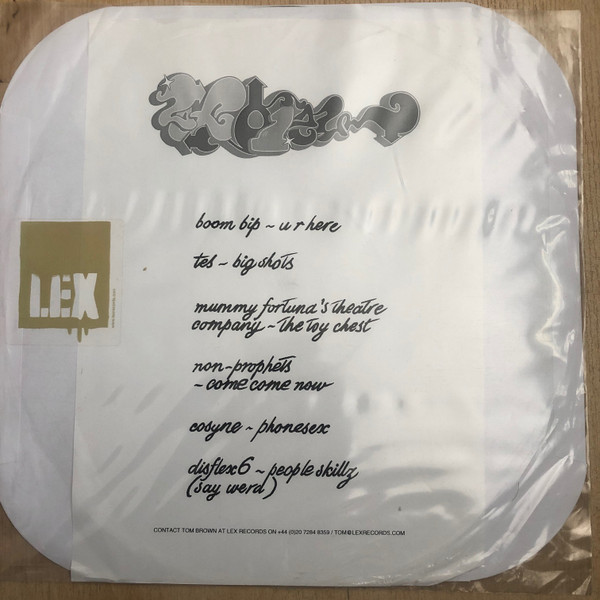 boom bip ~ u r here
tes ~ big shots
LEX
mummy fortuna's theatre
company ~ the toy chest
non-prophets
~ come come now
cosyne ~ phonesex
disflex6 ~ people skillz
(say werd)
CONTACT TOM BROWN AT LEX RECORDS ON +44 (0)20 7284 8359 / TOM@LEXRECORDS.COM